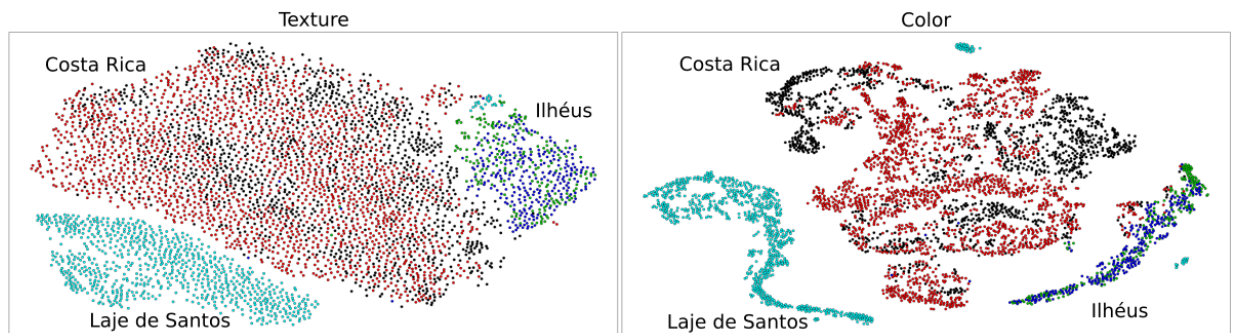 Texture
Costa Rica
Ilhéus
Laje de Santos
Color
Costa Rica
Laje de Santos
Ilhéus